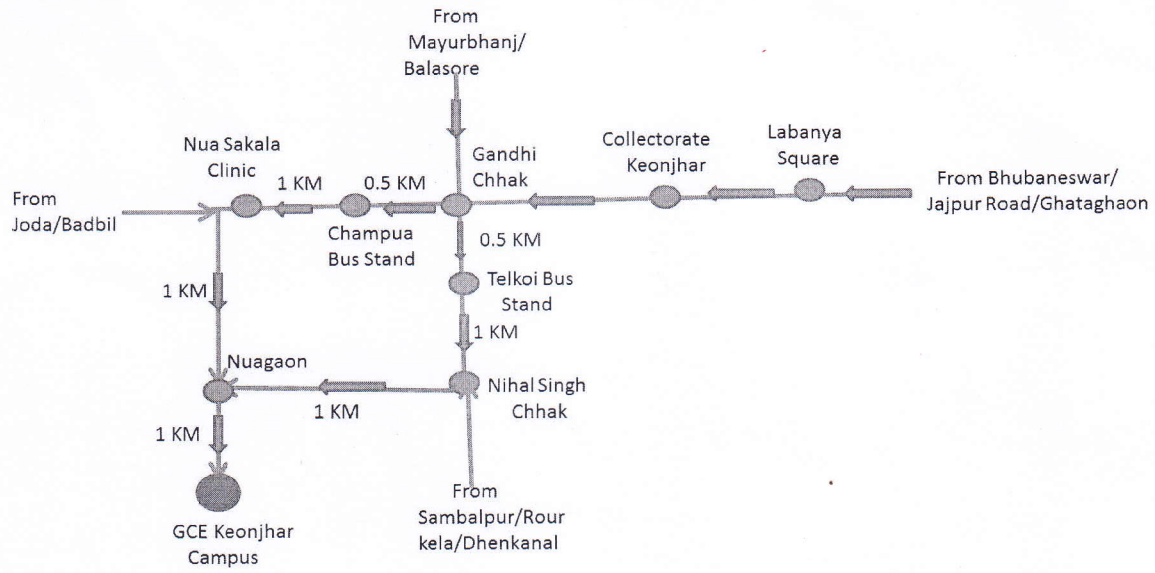 From
Mayurbhanj/
Balasore
Nua Sakala
Clinic
1 KM
0.5 KM
Gandhi
Chhak
Collectorate
Keonjhar
Labanya
Square
From Bhubaneswar/
Jajpur Road/Ghataghaon
From
Joda/Badbil
Champua
Bus Stand
0.5 KM
Telkoi Bus
Stand
1 KM
1 KM
Nuagaon
Nihal Singh
Chhak
1 KM
1 KM
From
Sambalpur/Rour
kela/Dhenkanal
GCE Keonjhar
Campus